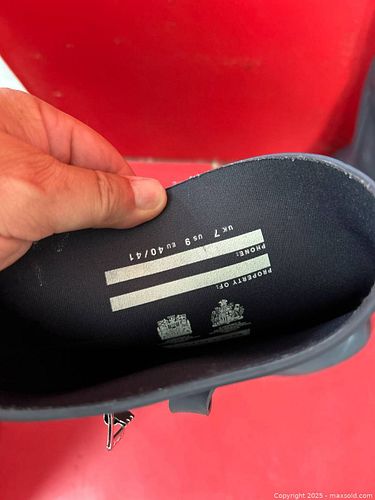 PROPERTY OF:
PHONE:
UK 7 US 9 EU 40/41
Copyright 2025 - maxsold.com